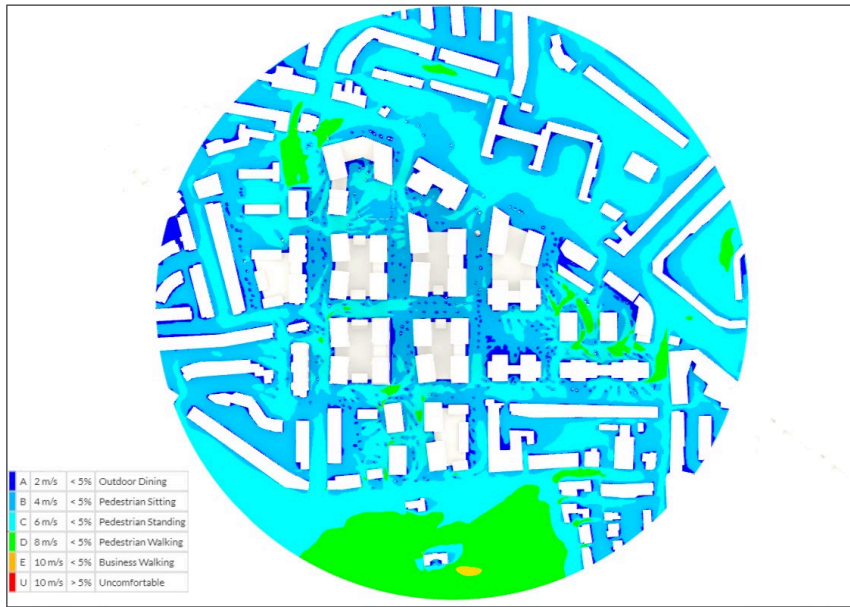 A 2 m/s < 5% Outdoor Dining
B 4 m/s < 5% Pedestrian Sitting
C 6 m/s < 5% Pedestrian Standing
D 8 m/s < 5% Pedestrian Walking
E 10 m/s < 5% Business Walking
U 10 m/s > 5% Uncomfortable